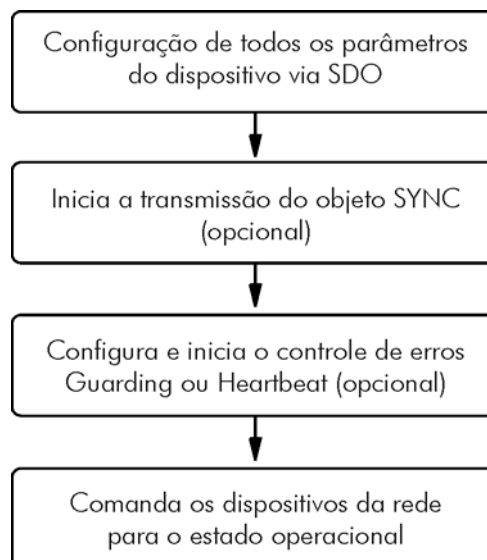 Configuração de todos os parâmetros
do dispositivo via SDO
Inicia a transmissão do objeto SYNC
(opcional)
Configura e inicia o controle de erros
Guarding ou Heartbeat (opcional)
Comanda os dispositivos da rede
para o estado operacional